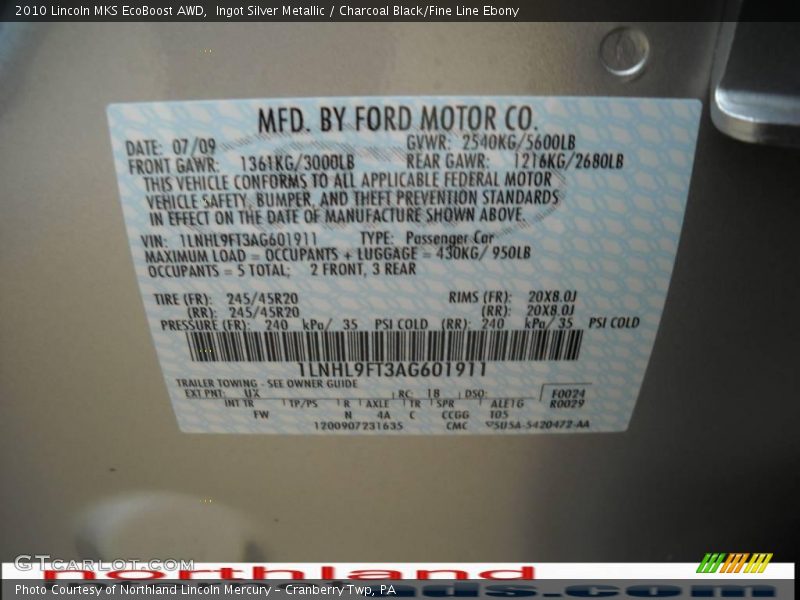 2010 Lincoln MKS EcoBoost AWD,  Ingot Silver Metallic / Charcoal Black/Fine Line Ebony
MFD. BY FORD MOTOR CO.
DATE: 07/09 GVWR: 2540KG/5600LB
FRONT GAWR: 1361KG/3000LB REAR GAWR: 1216KG/2680LB
THIS VEHICLE CONFORMS TO ALL APPLICABLE FEDERAL MOTOR
VEHICLE SAFETY, BUMPER, AND THEFT PREVENTION STANDARDS
IN EFFECT ON THE DATE OF MANUFACTURE SHOWN ABOVE.
VIN: 1LNHL9FT3AG601911 TYPE: Passenger Car
MAXIMUM LOAD = OCCUPANTS + LUGGAGE = 430KG/ 950LB
OCCUPANTS = 5 TOTAL; 2 FRONT, 3 REAR
TIRE (FR): 245/45R20 RIMS (FR): 20X8.0J
(RR): 245/45R20 (RR): 20X8.0J
PRESSURE (FR): 240 kPa/ 35 PSI COLD (RR): 240 kPa/ 35 PSI COLD
1LNHL9FT3AG601911
TRAILER TOWING - SEE OWNER GUIDE
EXT PNT: UX RC: 18 DSO: F0024
INT TR TP/PS R AXLE TR SPR ALE1G R0029
FW N 4A C CCGG 105
1200907231635 CMC 5420472-AA
GTCarLot.com
northland
Photo Courtesy of Northland Lincoln Mercury - Cranberry Twp, PA